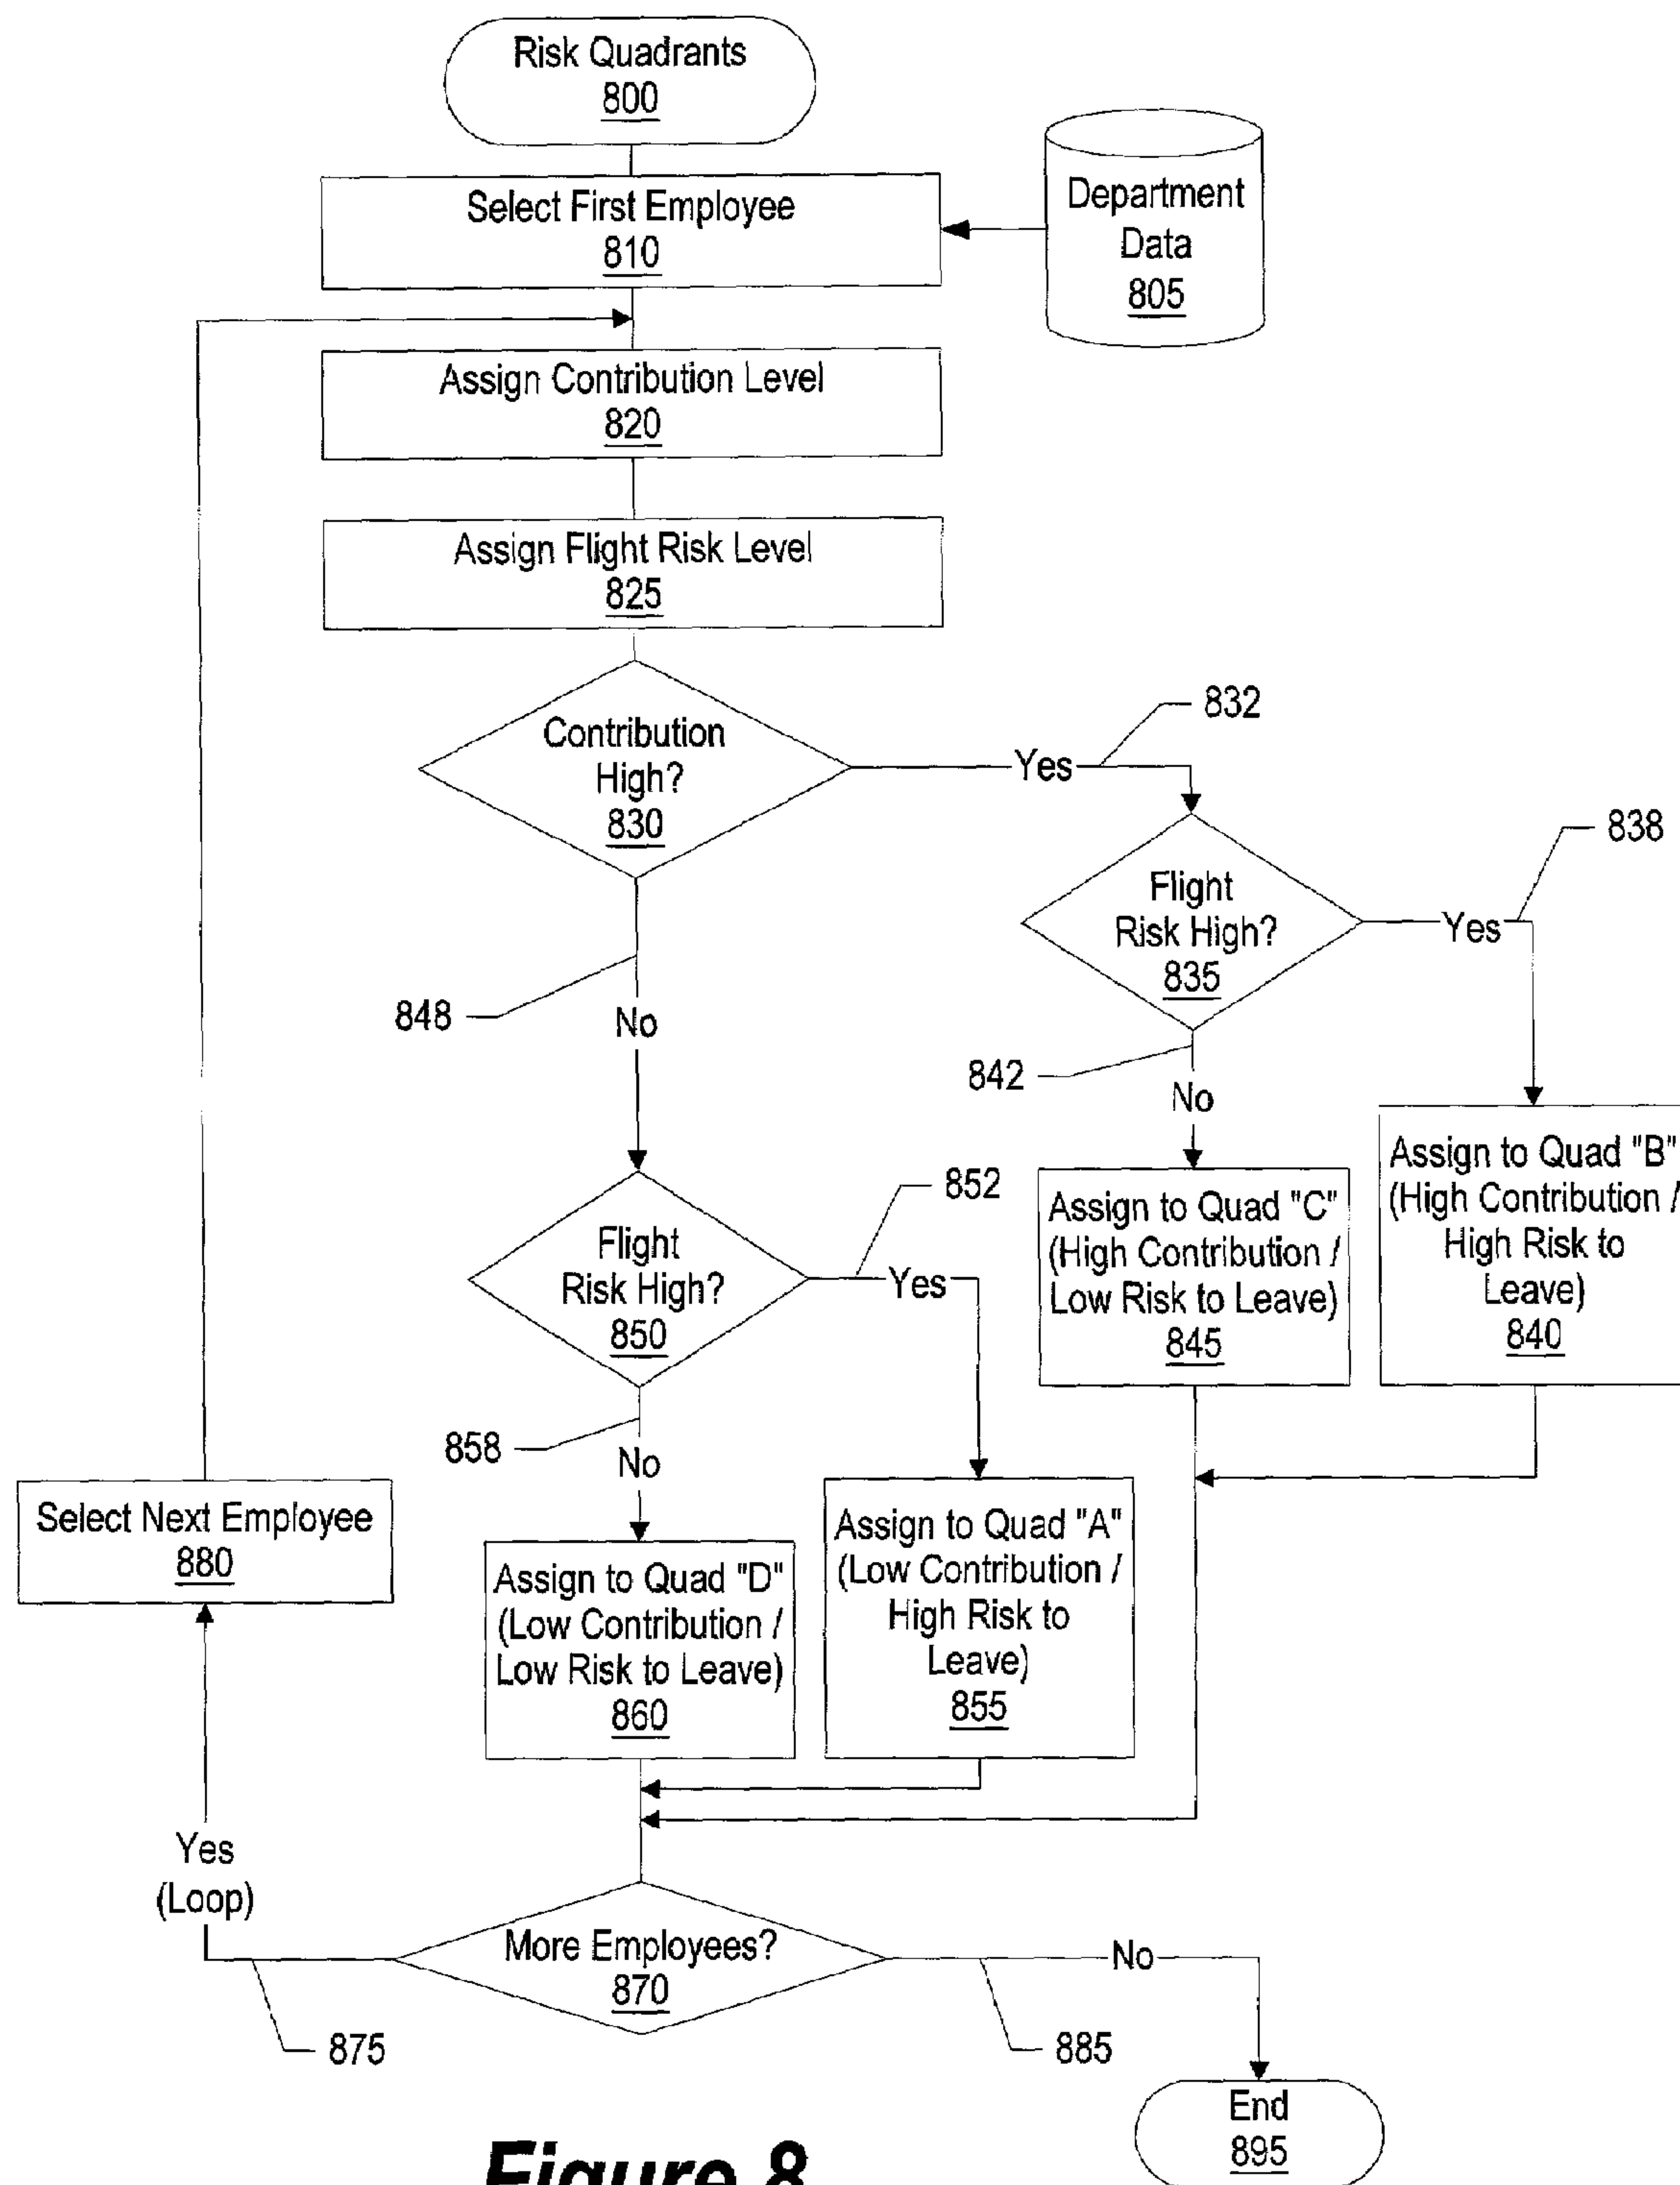 Risk Quadrants
800
Department
Data
805
Select First Employee
810
Assign Contribution Level
820
Assign Flight Risk Level
825
Contribution
High?
830
Yes
832
Flight
Risk High?
835
Yes
838
848
No
842
No
Assign to Quad "B"
(High Contribution /
High Risk to
Leave)
840
Assign to Quad "C"
(High Contribution /
Low Risk to Leave)
845
Flight
Risk High?
850
852
Yes
858
No
Select Next Employee
880
Assign to Quad "D"
(Low Contribution /
Low Risk to Leave)
860
Assign to Quad "A"
(Low Contribution /
High Risk to
Leave)
855
Yes
(Loop)
More Employees?
870
No
875
885
End
895
Figure 8